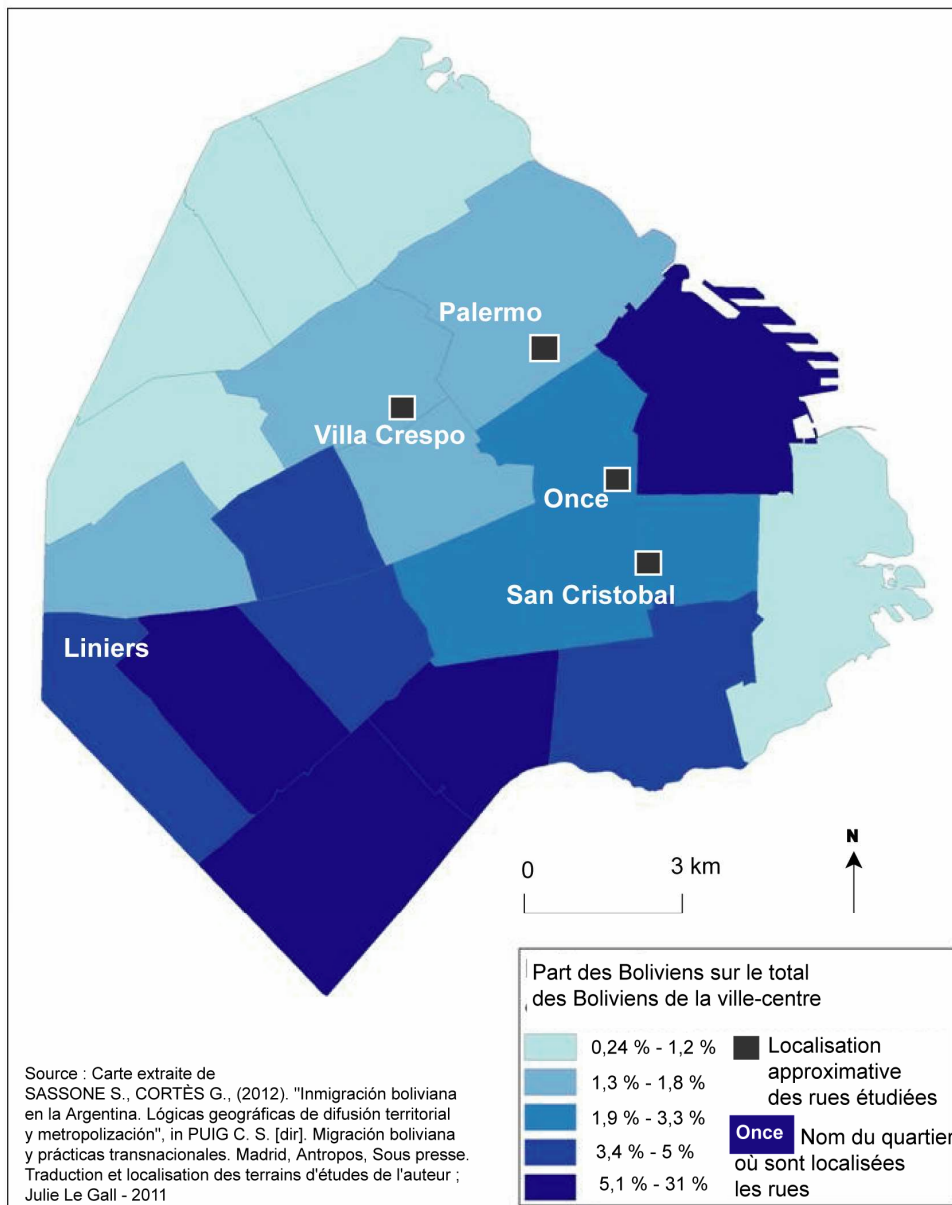 Palermo
Villa Crespo
Once
San Cristobal
Liniers
N
0 3 km
Part des Boliviens sur le total
des Boliviens de la ville-centre
0,24 % - 1,2 %
1,3 % - 1,8 %
1,9 % - 3,3 %
3,4 % - 5 %
5,1 % - 31 %
Localisation
approximative
des rues étudiées
Once Nom du quartier
où sont localisées
les rues
Source : Carte extraite de
SASSONE S., CORTÈS G., (2012). "Inmigración boliviana
en la Argentina. Lógicas geográficas de difusión territorial
y metropolización", in PUIG C. S. [dir]. Migración boliviana
y prácticas transnacionales. Madrid, Antropos, Sous presse.
Traduction et localisation des terrains d'études de l'auteur ;
Julie Le Gall - 2011